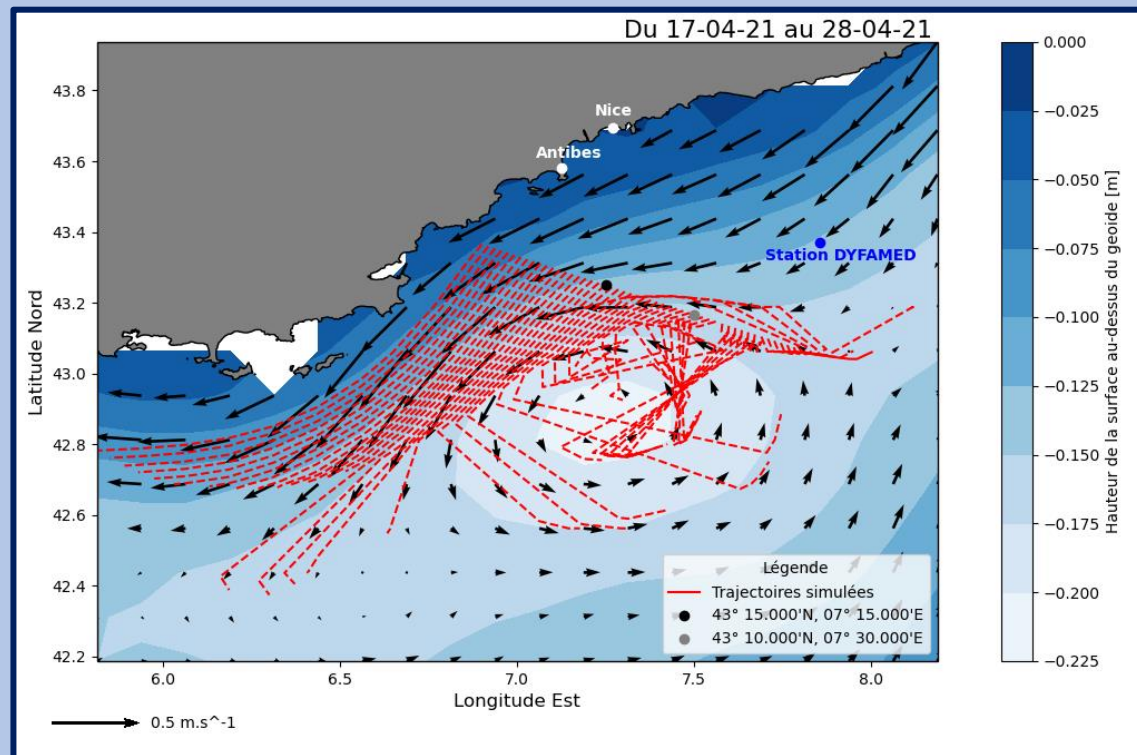 Du 17-04-21 au 28-04-21
43.8
43.6
43.4
43.2
43.0
42.8
42.6
42.4
42.2
Latitude Nord
Nice
Antibes
Station DYFAMED
Légende
Trajectoires simulées
43° 15.000'N, 07° 15.000'E
43° 10.000'N, 07° 30.000'E
6.0 6.5 7.0 7.5 8.0
Longitude Est
0.5 m.s^-1
0.000
−0.025
−0.050
−0.075
−0.100
−0.125
−0.150
−0.175
−0.200
−0.225
Hauteur de la surface au-dessus du geoide [m]